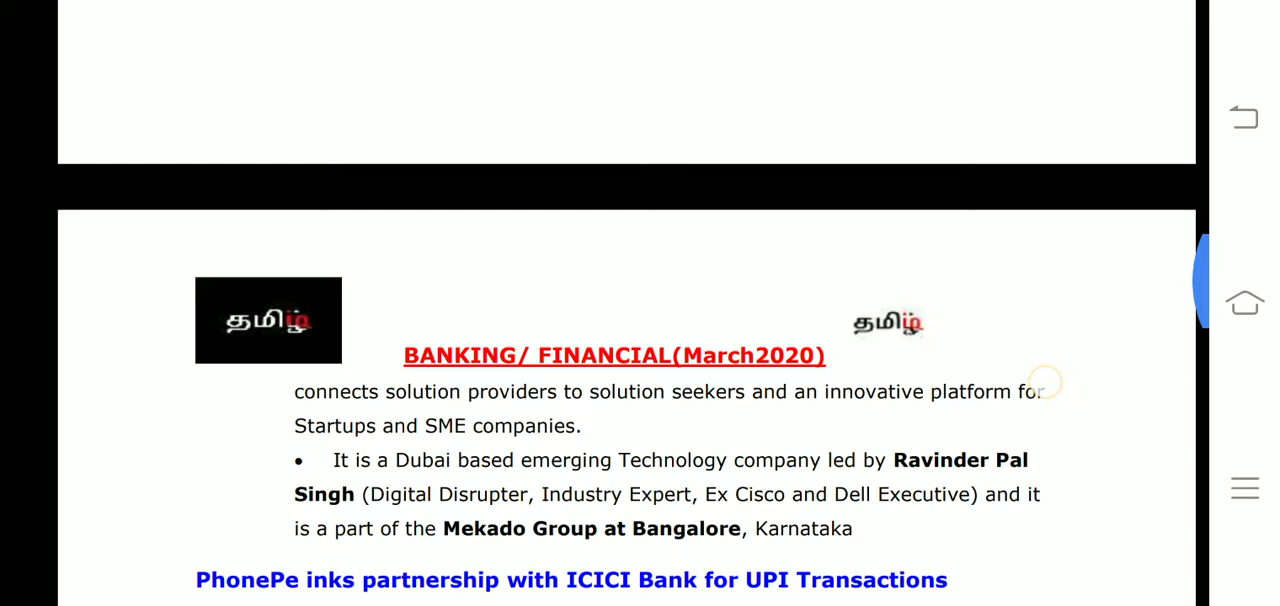 தமிழ்
தமிழ்
BANKING/ FINANCIAL(March2020)
connects solution providers to solution seekers and an innovative platform for
Startups and SME companies.
• It is a Dubai based emerging Technology company led by Ravinder Pal
Singh (Digital Disrupter, Industry Expert, Ex Cisco and Dell Executive) and it
is a part of the Mekado Group at Bangalore, Karnataka
PhonePe inks partnership with ICICI Bank for UPI Transactions